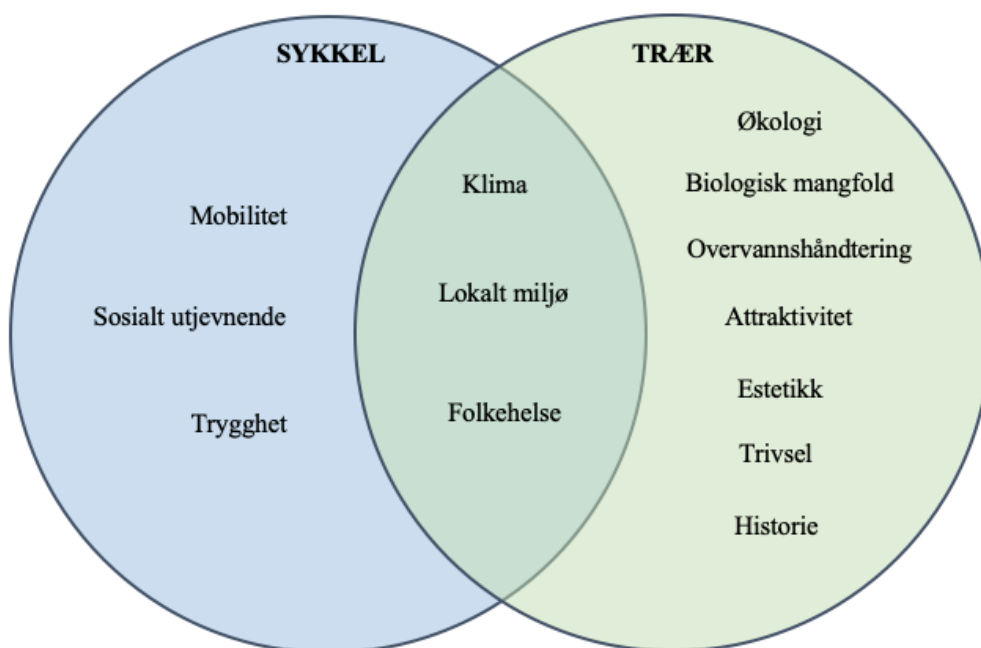 SYKKEL
Mobilitet
Sosialt utjevnende
Trygghet
Klima
Lokalt miljø
Folkehelse
TRÆR
Økologi
Biologisk mangfold
Overvannshåndtering
Attraktivitet
Estetikk
Trivsel
Historie